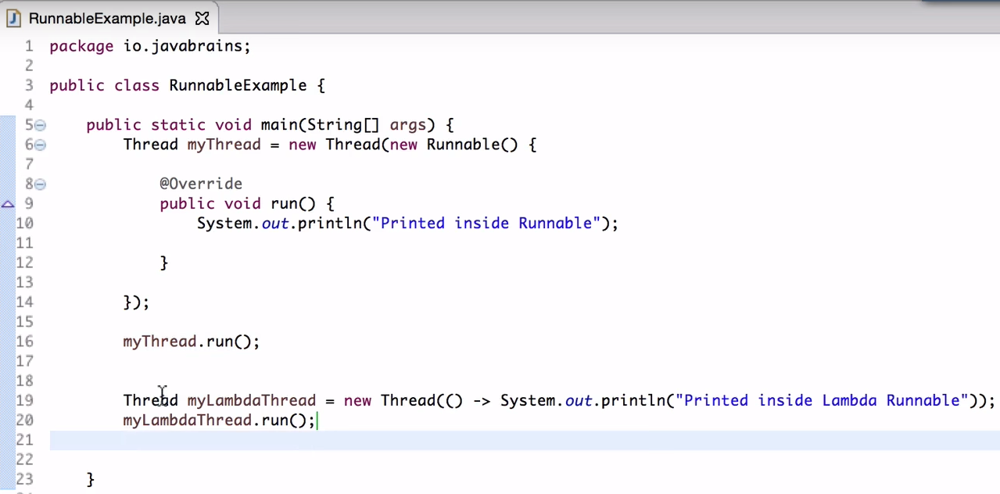 RunnableExample.java
1 package io.javabrains;
2
3 public class RunnableExample {
4
5 public static void main(String[] args) {
6 Thread myThread = new Thread(new Runnable() {
7
8 @Override
9 public void run() {
10 System.out.println("Printed inside Runnable");
11
12 }
13
14 });
15
16 myThread.run();
17
18
19 Thread myLambdaThread = new Thread(() -> System.out.println("Printed inside Lambda Runnable"));
20 myLambdaThread.run();
21
22
23 }